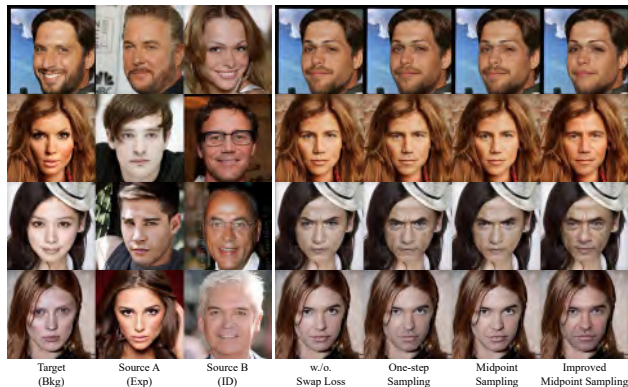 Target
(Bkg)
Source A
(Exp)
Source B
(ID)
w./o.
Swap Loss
One-step
Sampling
Midpoint
Sampling
Improved
Midpoint Sampling